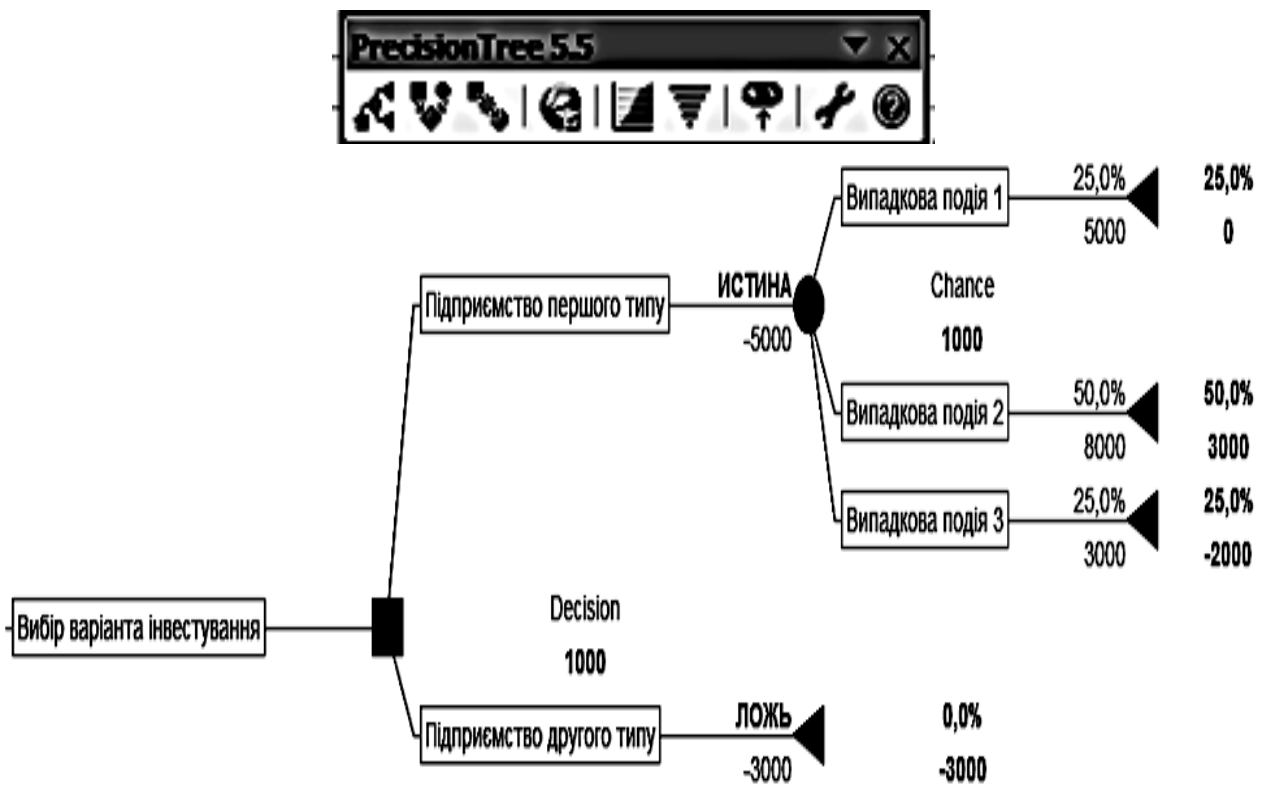 PrecisionTree 5.5
25,0%
25,0%
Випадкова подія 1
5000
0
ИСТИНА
Chance
Підприємство першого типу
-5000
1000
50,0%
50,0%
Випадкова подія 2
8000
3000
25,0%
25,0%
Випадкова подія 3
3000
-2000
Decision
Вибір варіанта інвестування
1000
ЛОЖЬ
0,0%
Підприємство другого типу
-3000
-3000